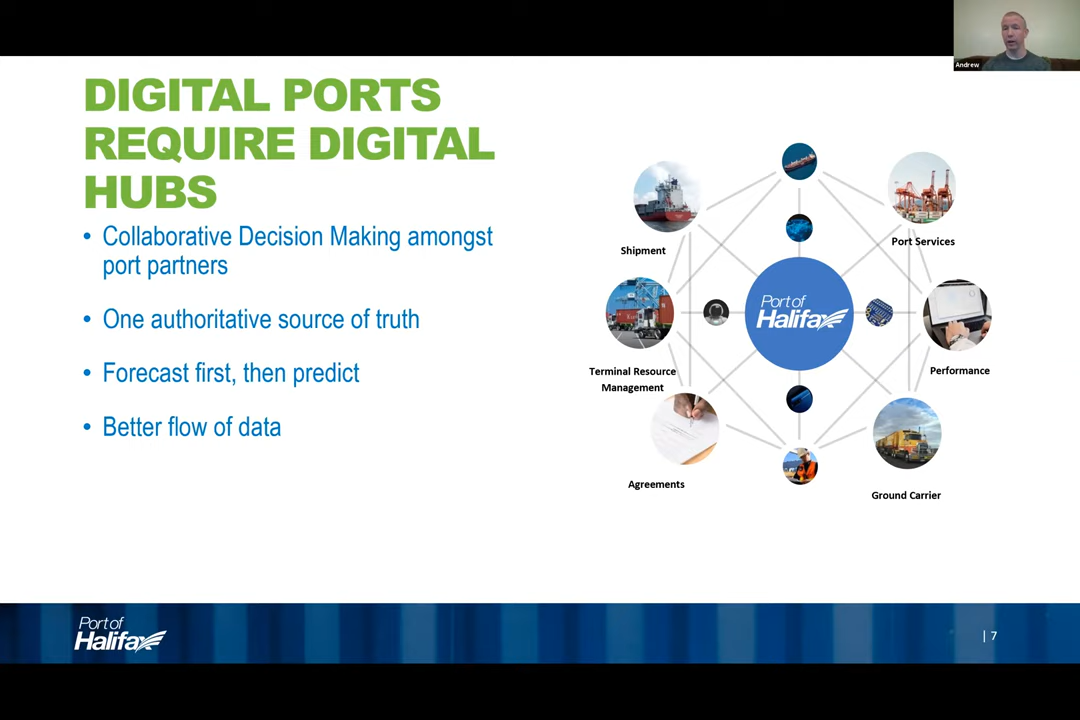 Andrew
DIGITAL PORTS
REQUIRE DIGITAL
HUBS
• Collaborative Decision Making amongst
port partners
• One authoritative source of truth
• Forecast first, then predict
• Better flow of data
Shipment
Port Services
Port of
Halifax
Terminal Resource
Management
Performance
Agreements
Ground Carrier
Port of
Halifax
| 7